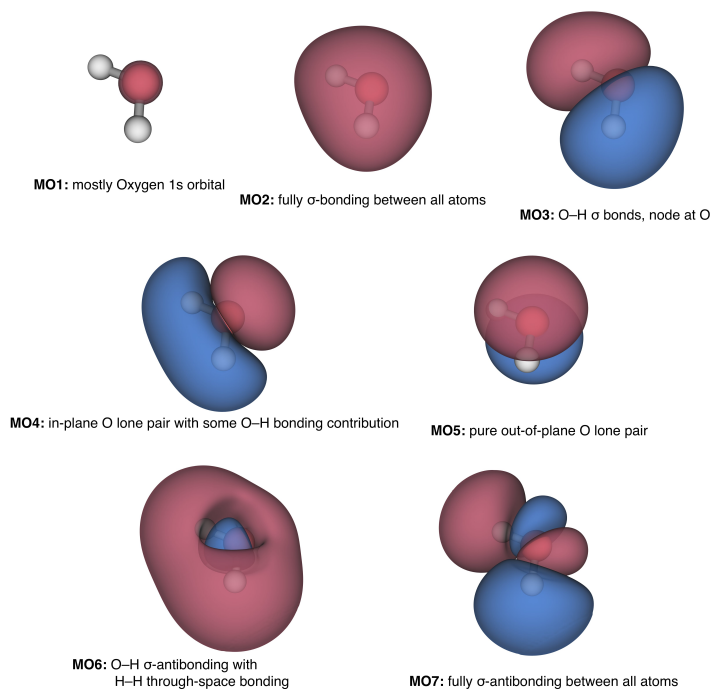 MO1: mostly Oxygen 1s orbital
MO2: fully σ-bonding between all atoms
MO3: O–H σ bonds, node at O
MO4: in-plane O lone pair with some O–H bonding contribution
MO5: pure out-of-plane O lone pair
MO6: O–H σ-antibonding with
H–H through-space bonding
MO7: fully σ-antibonding between all atoms